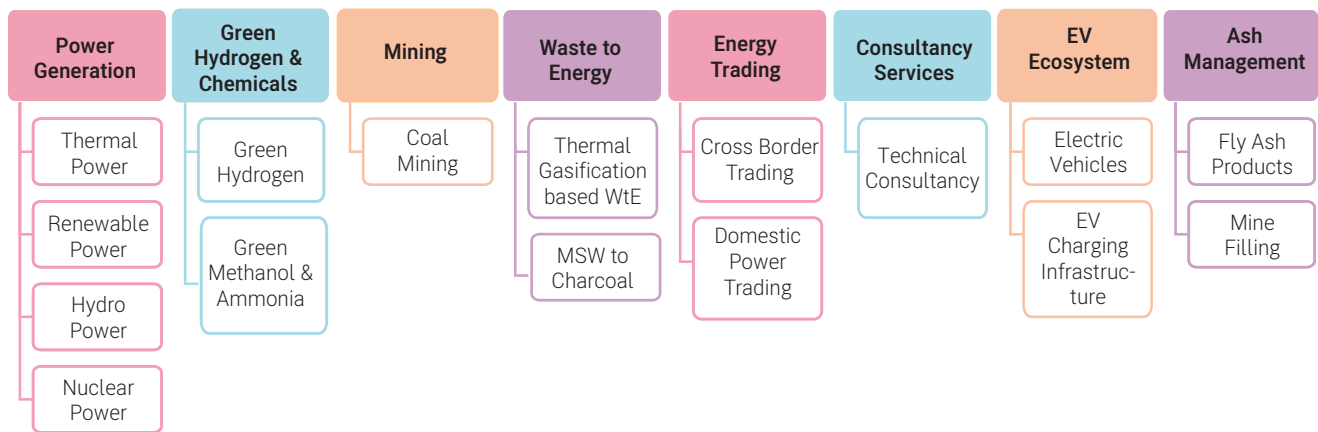 Power
Generation
Thermal
Power
Renewable
Power
Hydro
Power
Nuclear
Power
Green
Hydrogen &
Chemicals
Green
Hydrogen
Green
Methanol &
Ammonia
Mining
Coal
Mining
Waste to
Energy
Thermal
Gasification
based WtE
MSW to
Charcoal
Energy
Trading
Cross Border
Trading
Domestic
Power
Trading
Consultancy
Services
Technical
Consultancy
EV
Ecosystem
Electric
Vehicles
EV
Charging
Infrastruc-
ture
Ash
Management
Fly Ash
Products
Mine
Filling